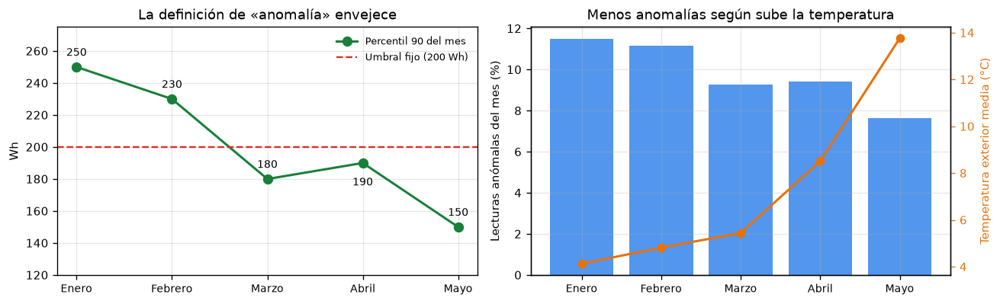 La definición de «anomalía» envejece
Wh
260
240
220
200
180
160
140
120
250
230
180
190
150
Percentil 90 del mes
Umbral fijo (200 Wh)
Enero
Febrero
Marzo
Abril
Mayo
Menos anomalías según sube la temperatura
Lecturas anómalas del mes (%)
12
10
8
6
4
2
0
Enero
Febrero
Marzo
Abril
Mayo
14
12
10
8
6
4
Temperatura exterior media (°C)